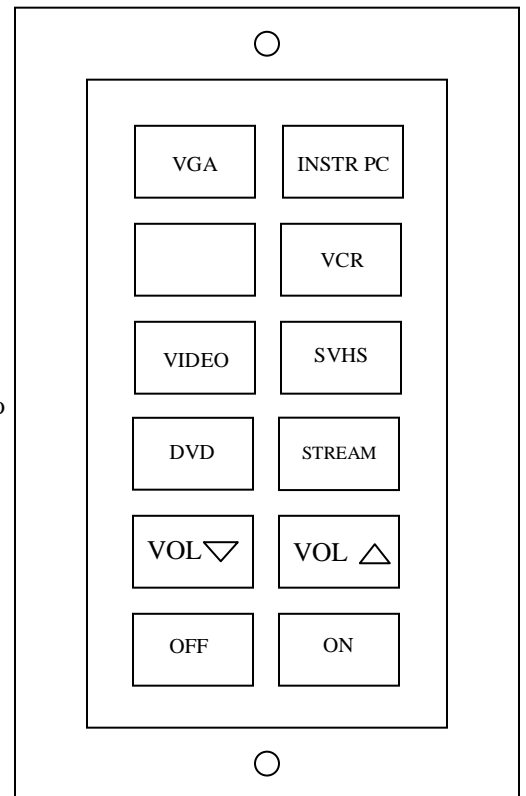 VGA INSTR PC
VCR
VIDEO SVHS
o
DVD STREAM
VOL▽ VOL △
OFF ON